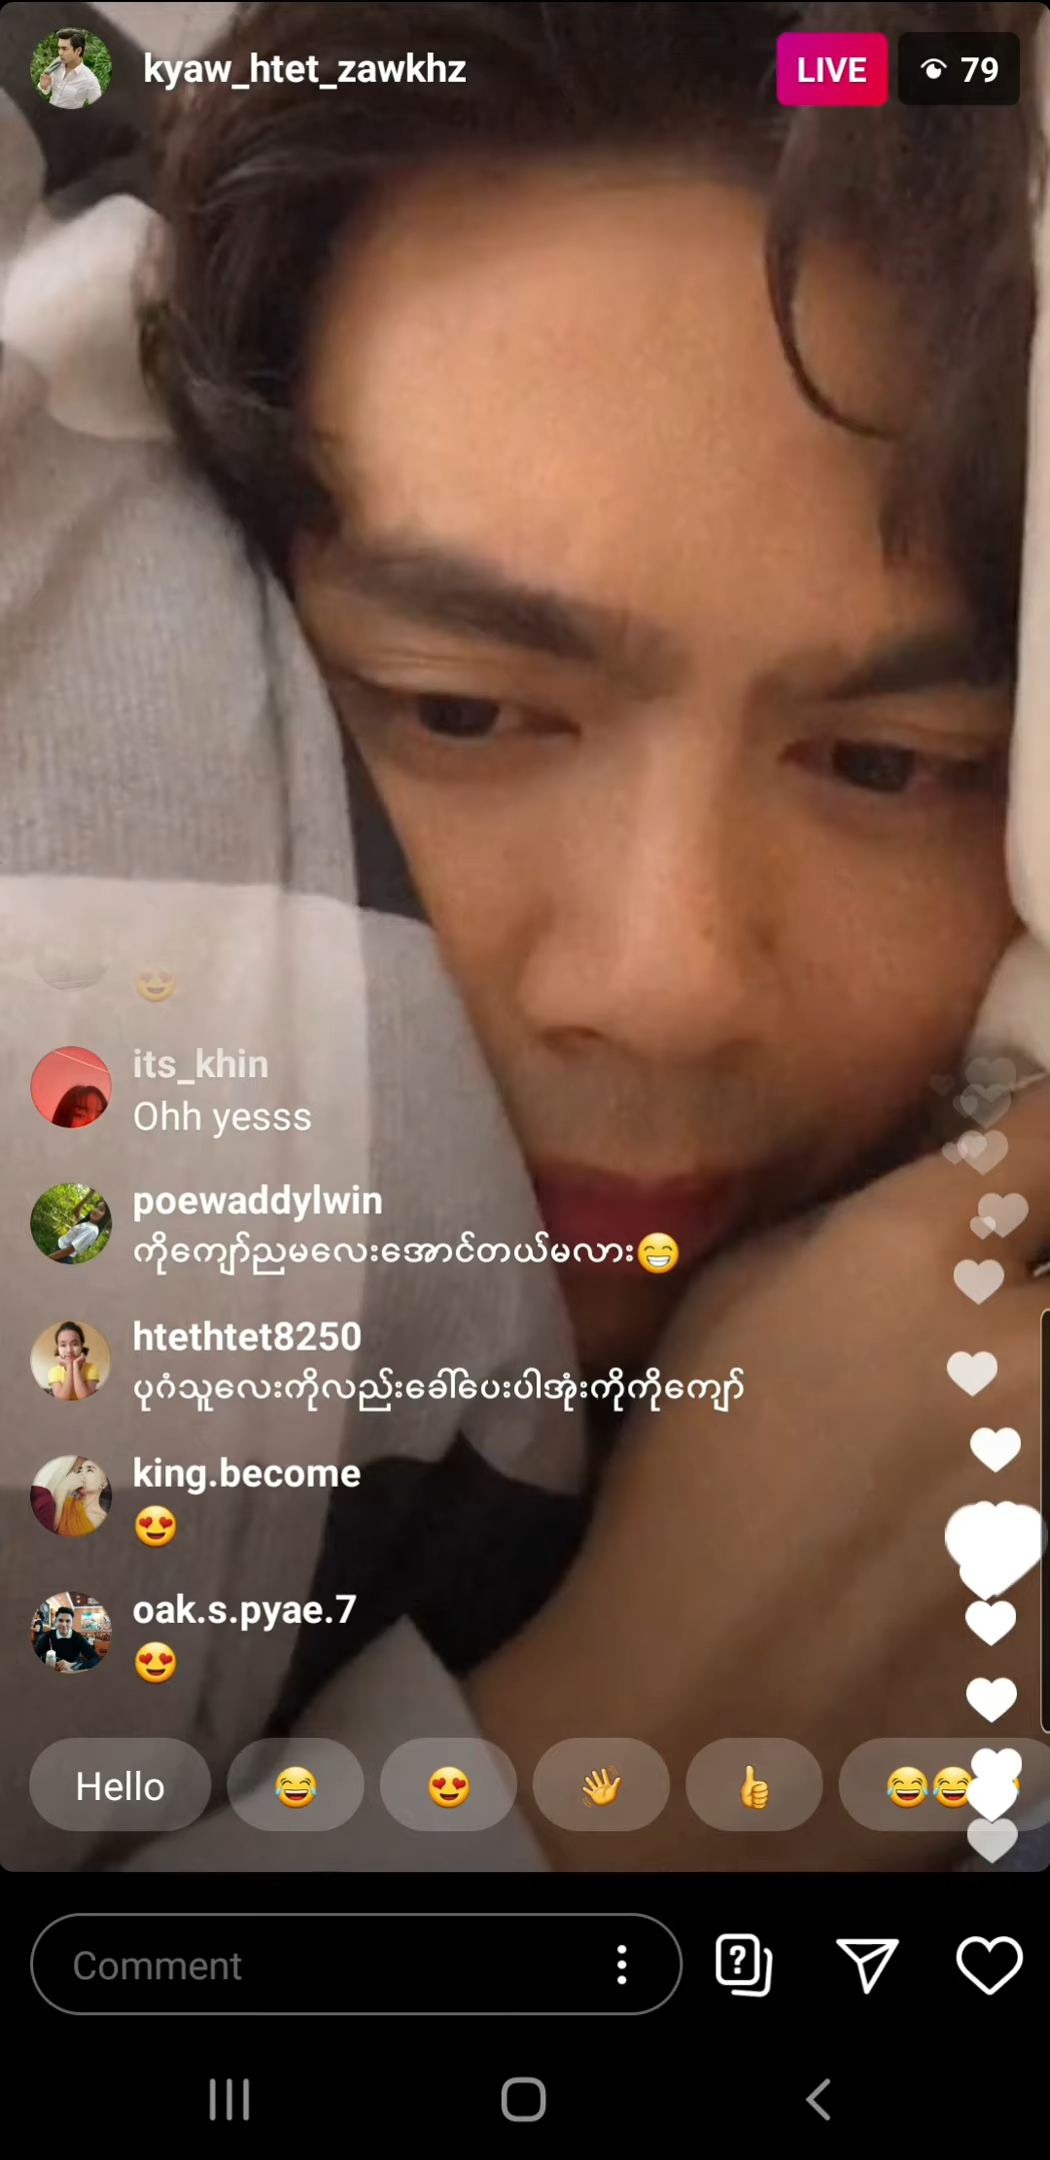 kyaw_htet_zawkhz
LIVE
79
😍
its_khin
Ohh yesss
poewaddylwin
ကိုကျော်ညမလေးအောင်တယ်မလား😁
htethtet8250
ပုဂံသူလေးကိုလည်းခေါ်ပေးပါအုံးကိုကိုကျော်
king.become
😍
oak.s.pyae.7
😍
Hello 😂 😍 👋 👍 😂😂
Comment